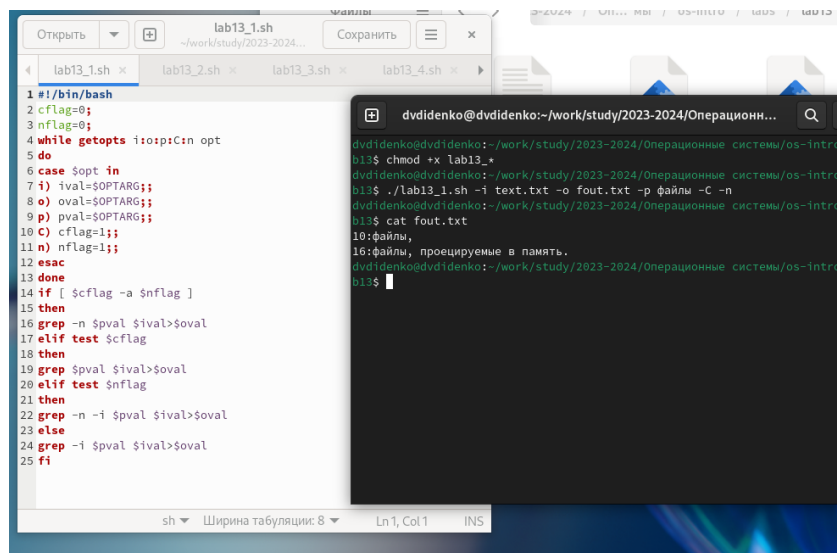 Файлы
S-2024 / Оп… мы / os-intro / labs / lab13
Открыть
lab13_1.sh
~/work/study/2023-2024...
Сохранить
lab13_1.sh × lab13_2.sh × lab13_3.sh × lab13_4.sh ×
1 #!/bin/bash
2 cflag=0;
3 nflag=0;
4 while getopts i:o:p:C:n opt
5 do
6 case $opt in
7 i) ival=$OPTARG;;
8 o) oval=$OPTARG;;
9 p) pval=$OPTARG;;
10 C) cflag=1;;
11 n) nflag=1;;
12 esac
13 done
14 if [ $cflag -a $nflag ]
15 then
16 grep -n $pval $ival>$oval
17 elif test $cflag
18 then
19 grep $pval $ival>$oval
20 elif test $nflag
21 then
22 grep -n -i $pval $ival>$oval
23 else
24 grep -i $pval $ival>$oval
25 fi
sh Ширина табуляции: 8 Ln 1, Col 1 INS
dvdidenko@dvdidenko:~/work/study/2023-2024/Операционн...
dvdidenko@dvdidenko:~/work/study/2023-2024/Операционные системы/os-intro
b13$ chmod +x lab13_*
dvdidenko@dvdidenko:~/work/study/2023-2024/Операционные системы/os-intro
b13$ ./lab13_1.sh -i text.txt -o fout.txt -p файлы -C -n
dvdidenko@dvdidenko:~/work/study/2023-2024/Операционные системы/os-intro
b13$ cat fout.txt
10:файлы,
16:файлы, проецируемые в память.
dvdidenko@dvdidenko:~/work/study/2023-2024/Операционные системы/os-intro
b13$